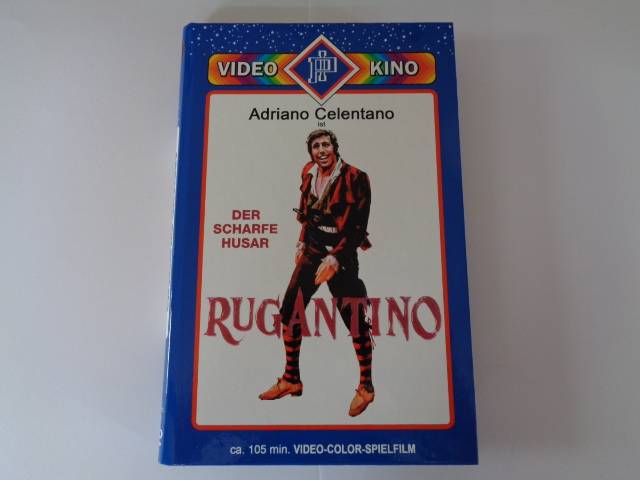 VIDEO KINO
Adriano Celentano
ist
DER
SCHARFE
HUSAR
RUGANTINO
ca. 105 min. VIDEO-COLOR-SPIELFILM